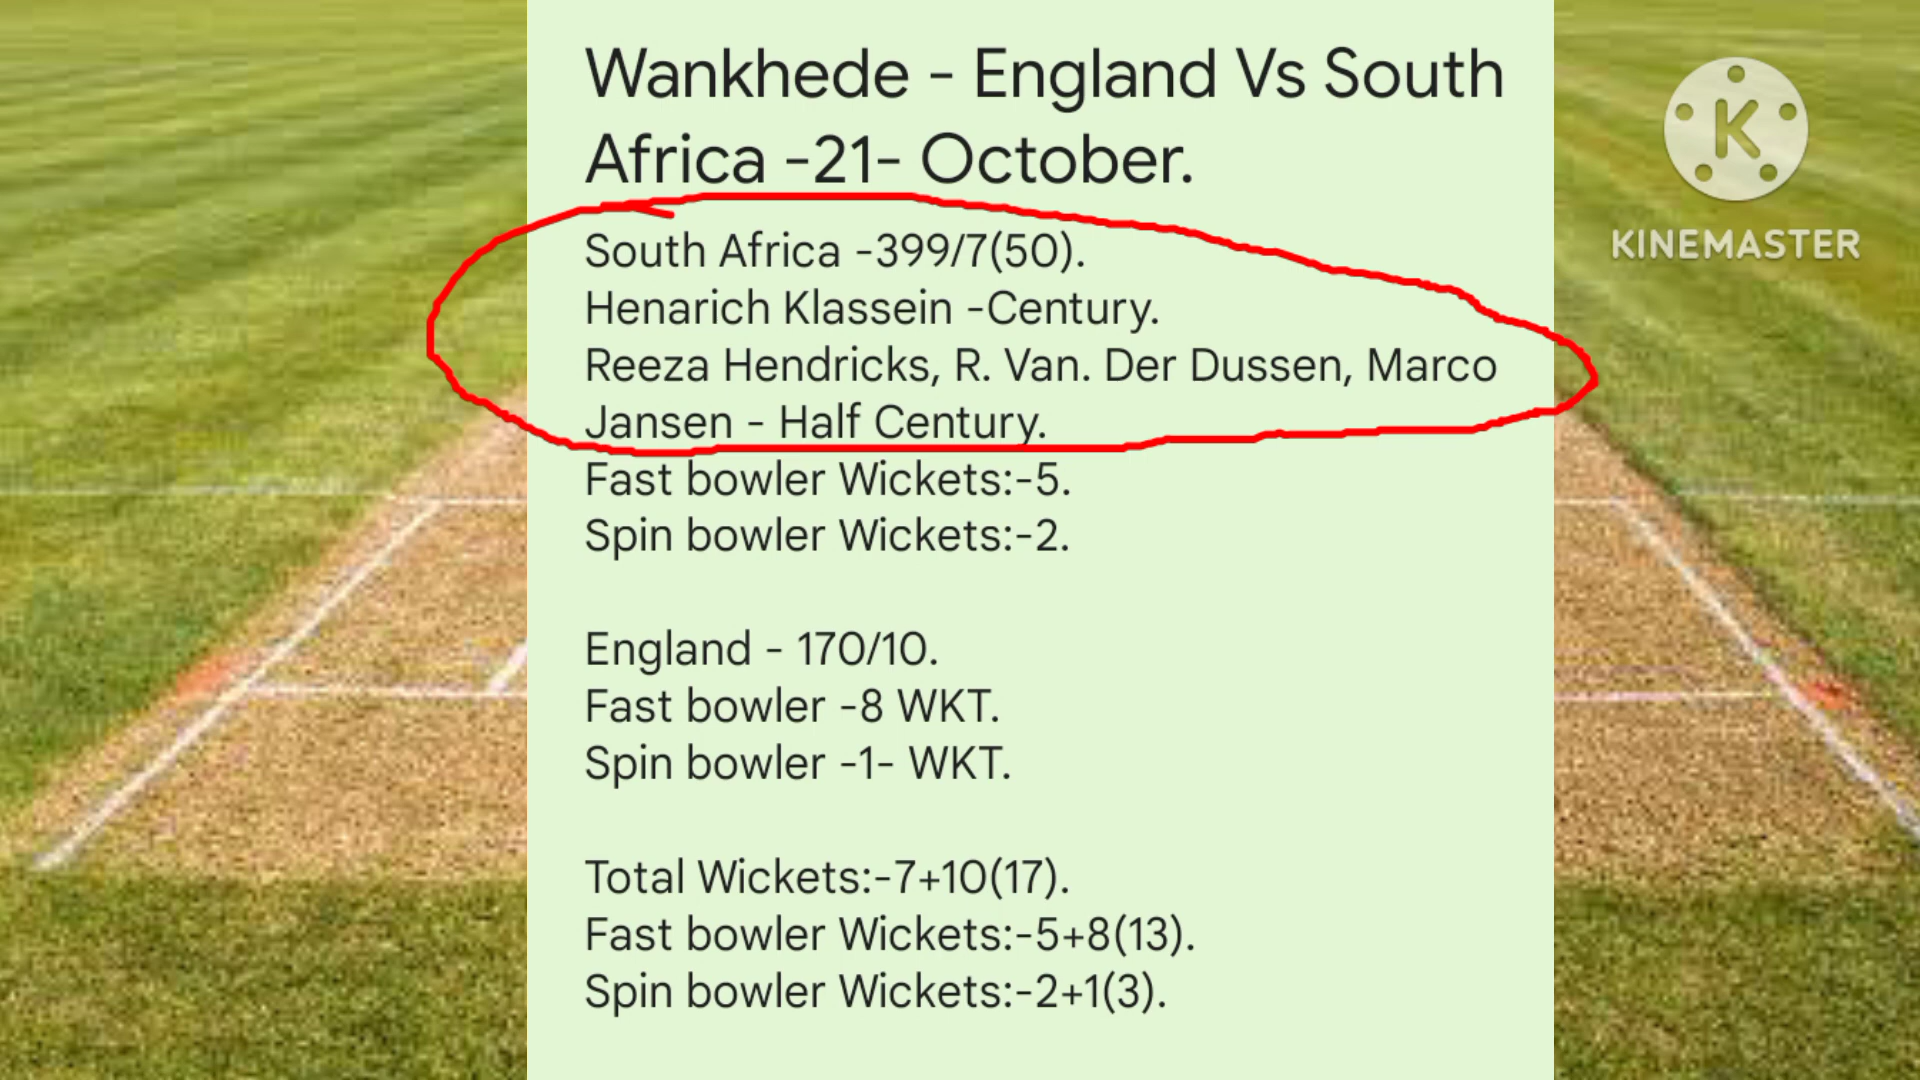 Wankhede - England Vs South
Africa -21- October.
South Africa -399/7(50).
Henarich Klassein -Century.
Reeza Hendricks, R. Van. Der Dussen, Marco
Jansen - Half Century.
Fast bowler Wickets:-5.
Spin bowler Wickets:-2.
England - 170/10.
Fast bowler -8 WKT.
Spin bowler -1- WKT.
Total Wickets:-7+10(17).
Fast bowler Wickets:-5+8(13).
Spin bowler Wickets:-2+1(3).
K
KINEMASTER